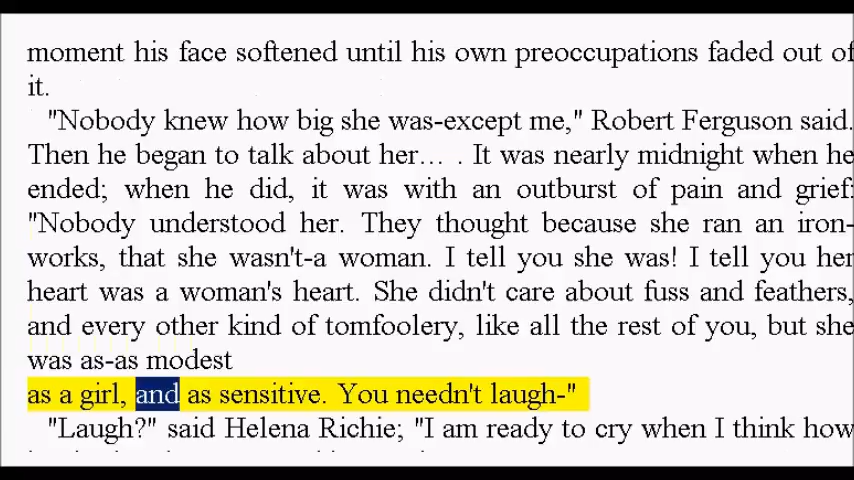 moment his face softened until his own preoccupations faded out of
it.
"Nobody knew how big she was-except me," Robert Ferguson said.
Then he began to talk about her... . It was nearly midnight when he
ended; when he did, it was with an outburst of pain and grief:
"Nobody understood her. They thought because she ran an iron-
works, that she wasn't-a woman. I tell you she was! I tell you her
heart was a woman's heart. She didn't care about fuss and feathers,
and every other kind of tomfoolery, like all the rest of you, but she
was as-as modest
as a girl, and as sensitive. You needn't laugh-"
"Laugh?" said Helena Richie; "I am ready to cry when I think how